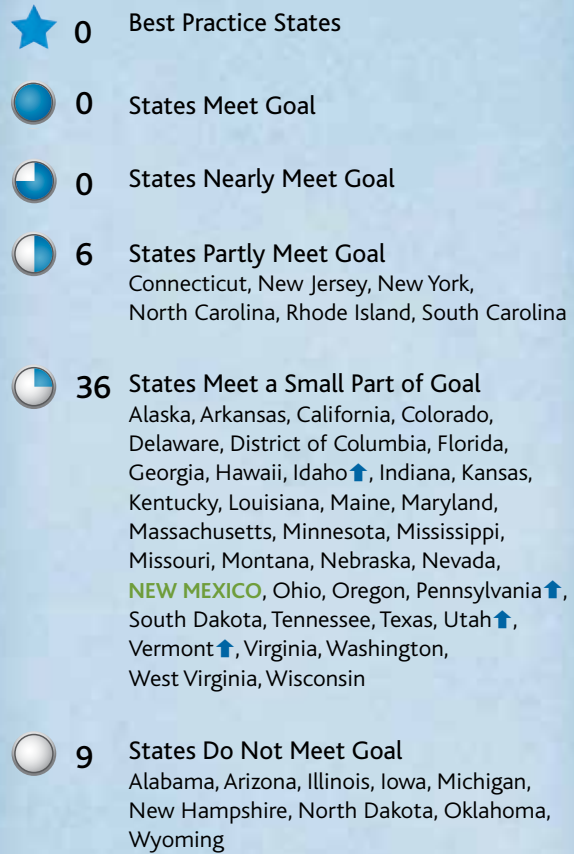 0 Best Practice States
0 States Meet Goal
0 States Nearly Meet Goal
6 States Partly Meet Goal
Connecticut, New Jersey, New York,
North Carolina, Rhode Island, South Carolina
36 States Meet a Small Part of Goal
Alaska, Arkansas, California, Colorado,
Delaware, District of Columbia, Florida,
Georgia, Hawaii, Idaho⬆, Indiana, Kansas,
Kentucky, Louisiana, Maine, Maryland,
Massachusetts, Minnesota, Mississippi,
Missouri, Montana, Nebraska, Nevada,
NEW MEXICO, Ohio, Oregon, Pennsylvania⬆,
South Dakota, Tennessee, Texas, Utah⬆,
Vermont⬆, Virginia, Washington,
West Virginia, Wisconsin
9 States Do Not Meet Goal
Alabama, Arizona, Illinois, Iowa, Michigan,
New Hampshire, North Dakota, Oklahoma,
Wyoming